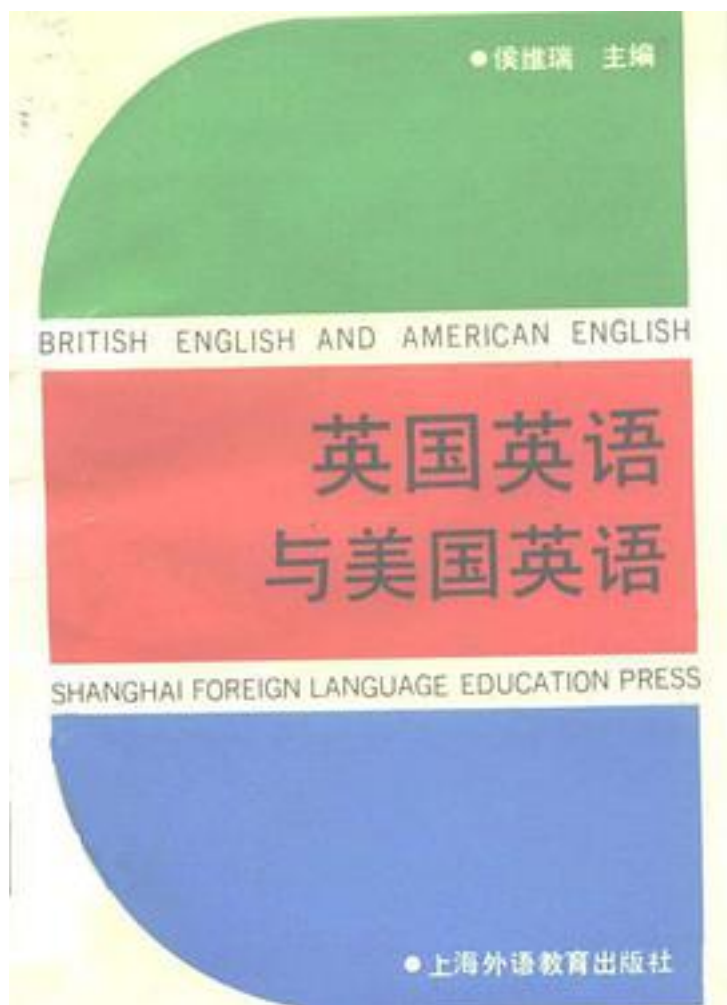 ●侯维瑞 主编
BRITISH ENGLISH AND AMERICAN ENGLISH
英国英语
与美国英语
SHANGHAI FOREIGN LANGUAGE EDUCATION PRESS
●上海外语教育出版社